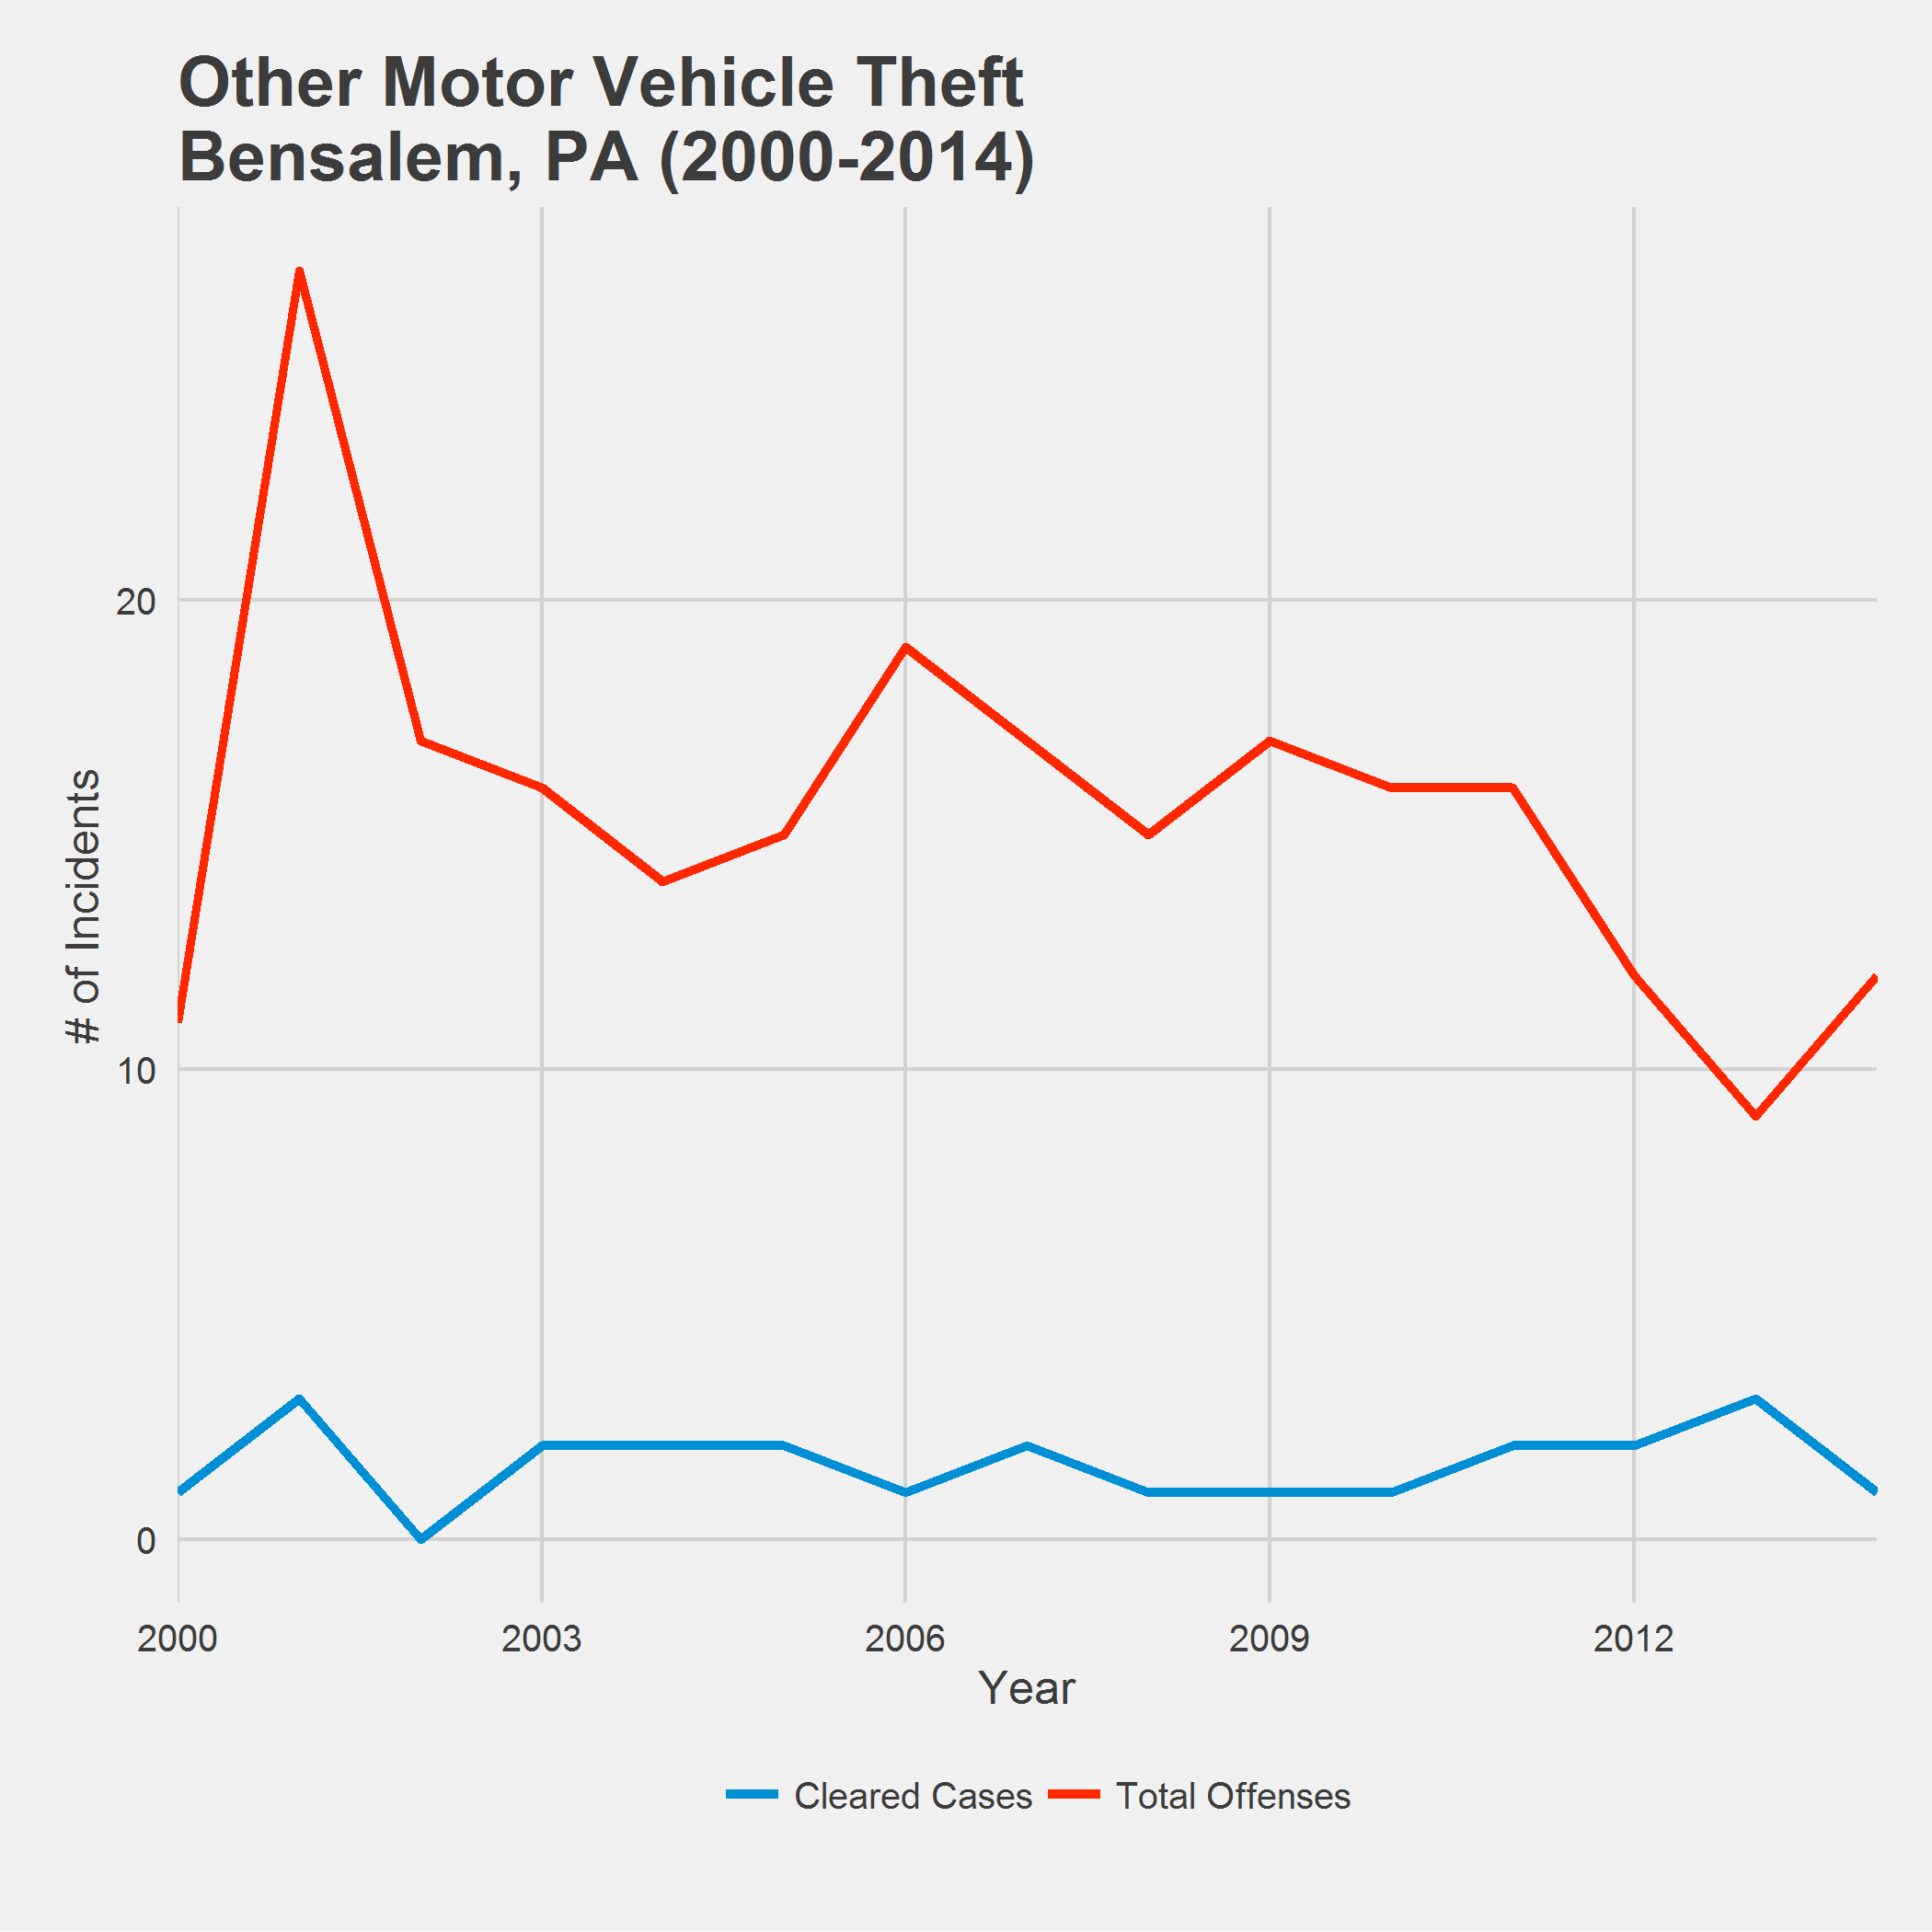 Other Motor Vehicle Theft
Bensalem, PA (2000-2014)
# of Incidents
20
10
0
2000 2003 2006 2009 2012
Year
Cleared Cases Total Offenses